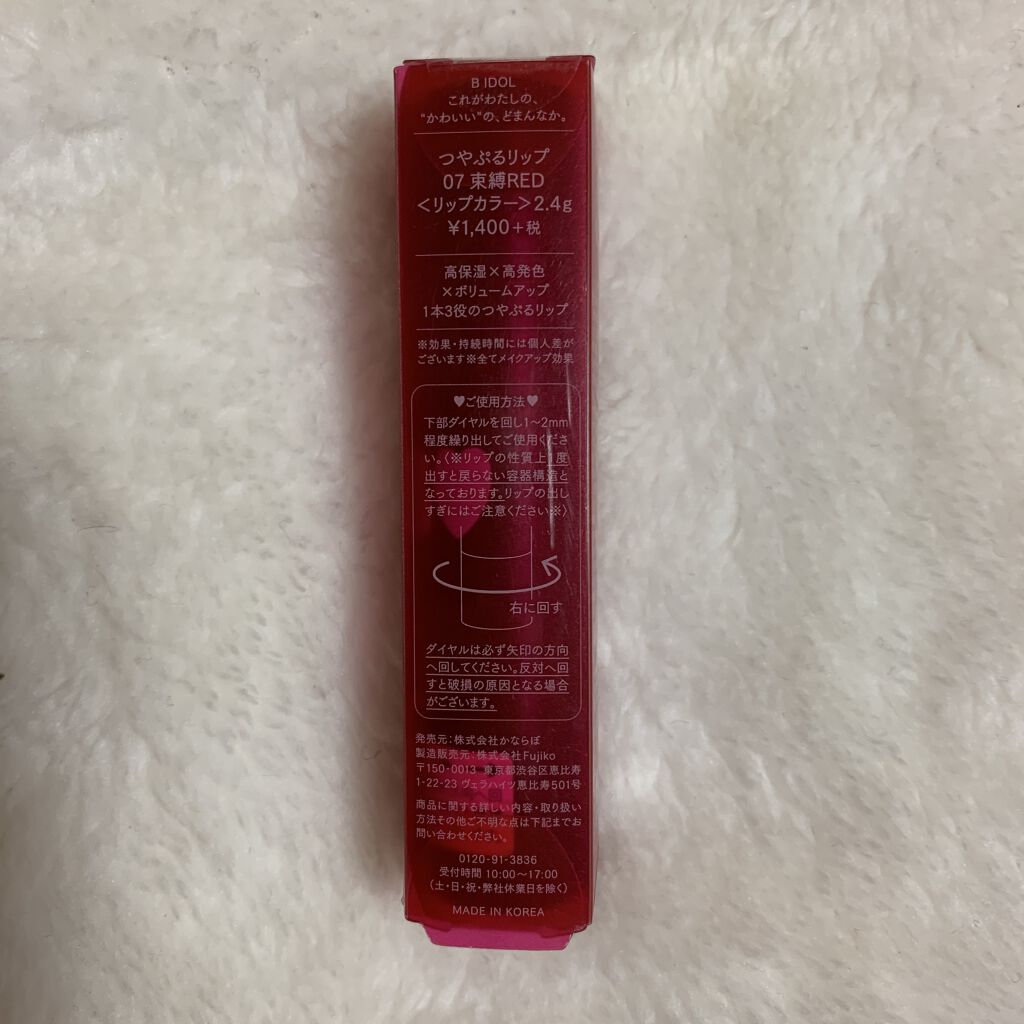 B IDOL
これがわたしの、
"かわいい"の、どまんなか。
つやぷるリップ
07 束縛RED
<リップカラー>2.4g
¥1,400+税
高保湿×高発色
×ボリュームアップ
1本3役のつやぷるリップ
※効果・持続時間には個人差が
ございます※全てメイクアップ効果
♥ご使用方法♥
下部ダイヤルを回し1~2mm
程度繰り出してご使用くださ
い。(※リップの性質上1度
出すと戻らない容器構造と
なっております。リップの出し
すぎにはご注意ください※)
右に回す
ダイヤルは必ず矢印の方向
へ回してください。反対へ回
すと破損の原因となる場合
がございます。
発売元:株式会社かならぼ
製造販売元:株式会社Fujiko
〒150-0013 東京都渋谷区恵比寿
1-22-23 ヴェラハイツ恵比寿501号
商品に関する詳しい内容・取り扱い
方法その他ご不明な点は下記までお
問い合わせください。
0120-91-3836
受付時間 10:00~17:00
(土・日・祝・弊社休業日を除く)
MADE IN KOREA